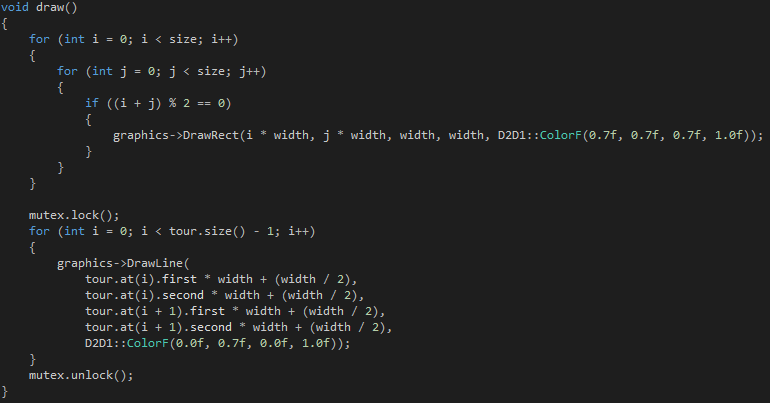 void draw()
{
    for (int i = 0; i < size; i++)
    {
        for (int j = 0; j < size; j++)
        {
            if ((i + j) % 2 == 0)
            {
                graphics->DrawRect(i * width, j * width, width, width, D2D1::ColorF(0.7f, 0.7f, 0.7f, 1.0f));
            }
        }
    }

    mutex.lock();
    for (int i = 0; i < tour.size() - 1; i++)
    {
        graphics->DrawLine(
            tour.at(i).first * width + (width / 2),
            tour.at(i).second * width + (width / 2),
            tour.at(i + 1).first * width + (width / 2),
            tour.at(i + 1).second * width + (width / 2),
            D2D1::ColorF(0.0f, 0.7f, 0.0f, 1.0f));
    }
    mutex.unlock();
}